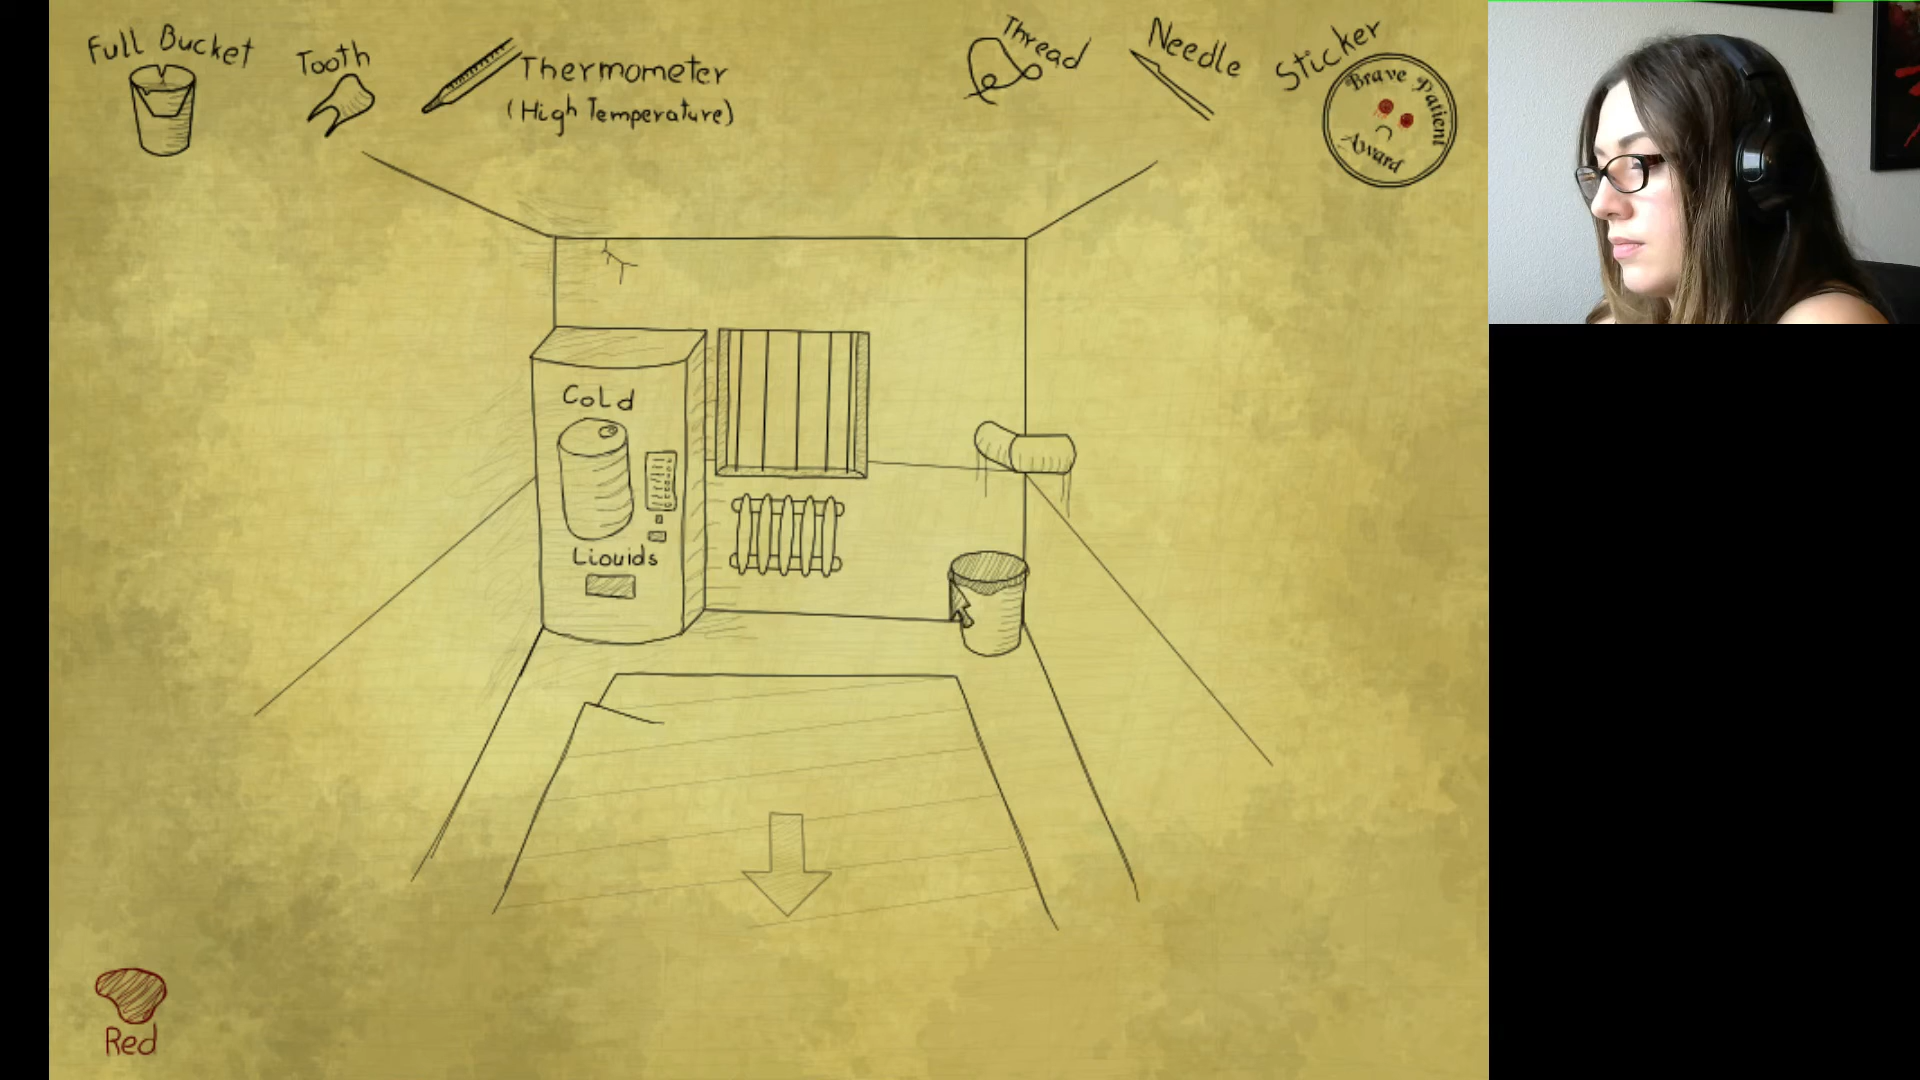 Full Bucket
Tooth
Thermometer
(High Temperature)
Thread
Needle
Sticker
Brave Patient
Award
Cold
Liquids
Red